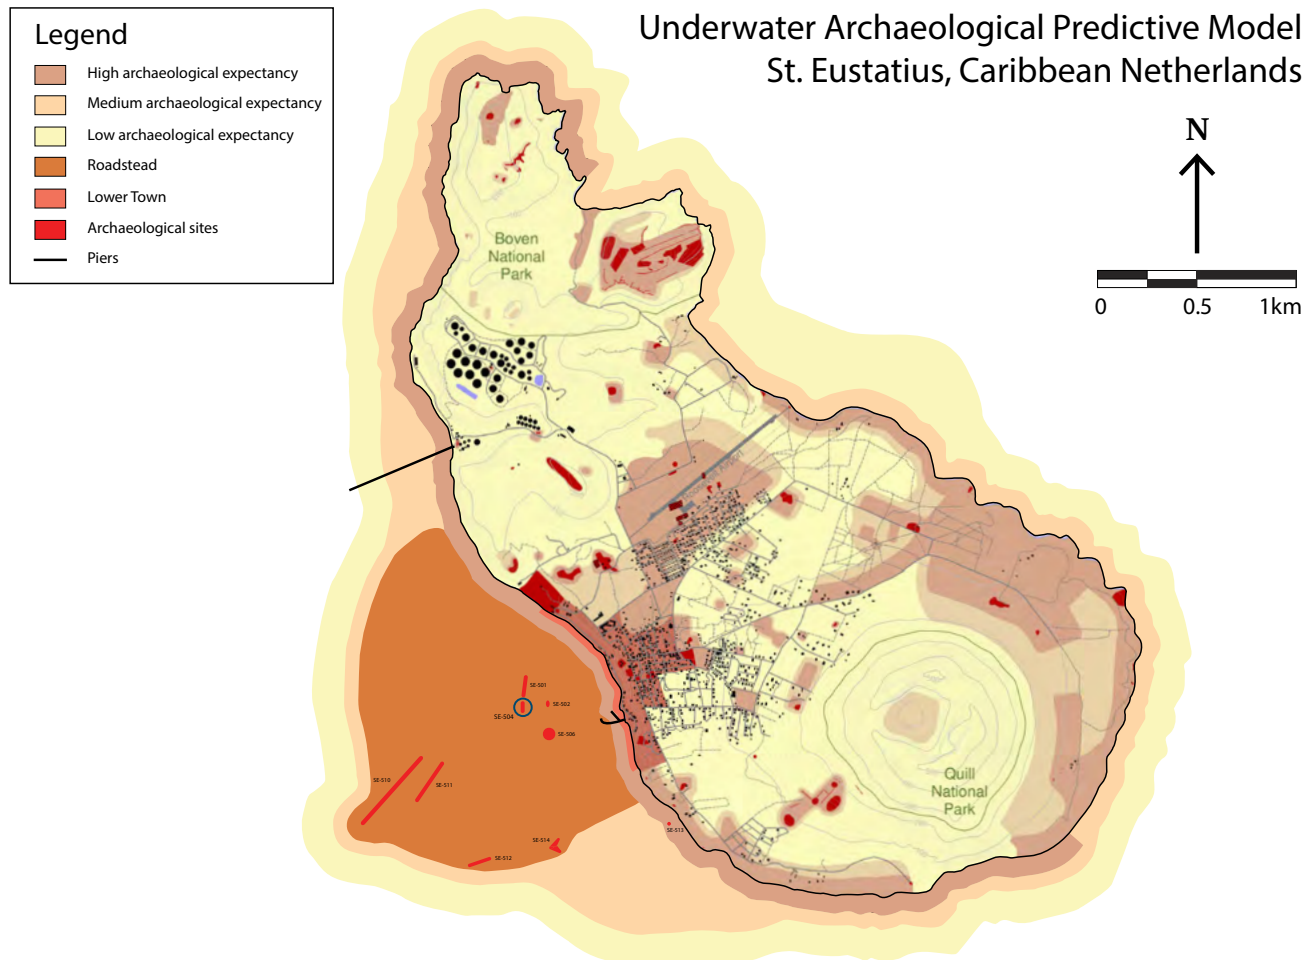 Underwater Archaeological Predictive Model
St. Eustatius, Caribbean Netherlands
Legend
High archaeological expectancy
Medium archaeological expectancy
Low archaeological expectancy
Roadstead
Lower Town
Archaeological sites
Piers
N
0 0.5 1km
Boven
National
Park
SE-501
SE-504
SE-502
SE-506
SE-510
SE-511
SE-512
SE-514
SE-513
Quill
National
Park